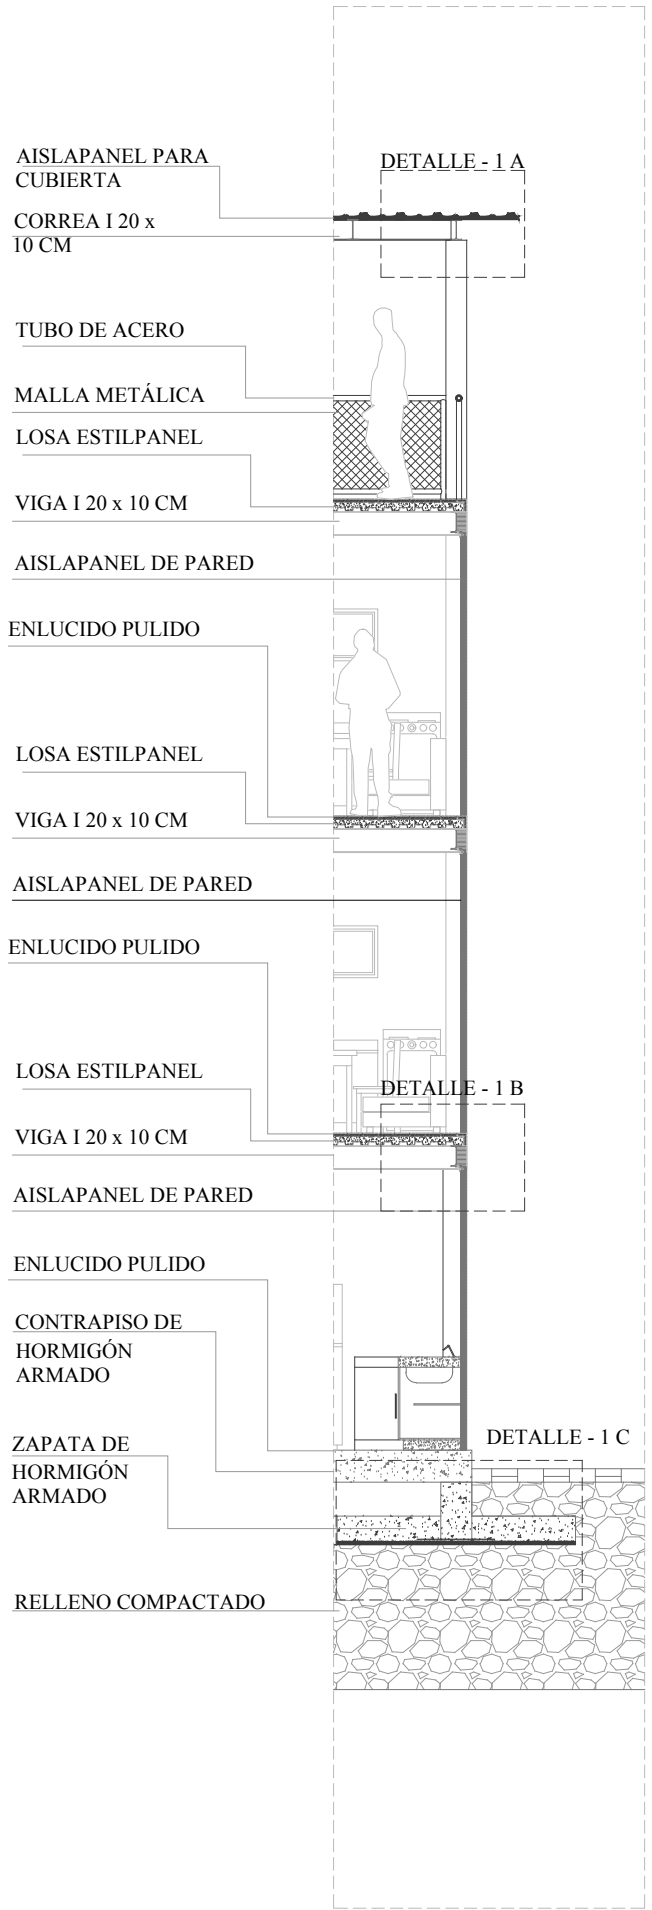 AISLAPANEL PARA
CUBIERTA
DETALLE - 1 A
CORREA I 20 x
10 CM
TUBO DE ACERO
MALLA METÁLICA
LOSA ESTILPANEL
VIGA I 20 x 10 CM
AISLAPANEL DE PARED
ENLUCIDO PULIDO
LOSA ESTILPANEL
VIGA I 20 x 10 CM
AISLAPANEL DE PARED
ENLUCIDO PULIDO
LOSA ESTILPANEL
DETALLE - 1 B
VIGA I 20 x 10 CM
AISLAPANEL DE PARED
ENLUCIDO PULIDO
CONTRAPISO DE
HORMIGÓN
ARMADO
DETALLE - 1 C
ZAPATA DE
HORMIGÓN
ARMADO
RELLENO COMPACTADO